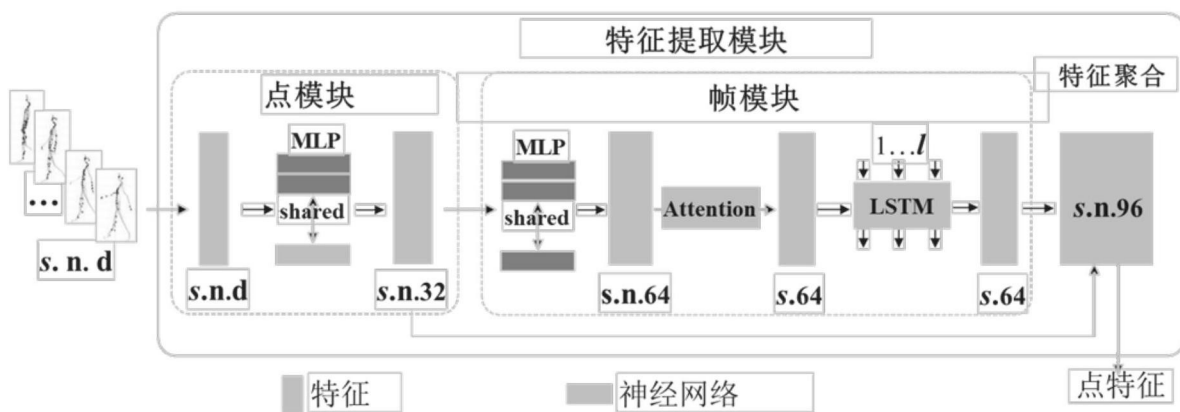 特征提取模块
点模块
帧模块
特征聚合
MLP
shared
MLP
shared
Attention
1...l
LSTM
s.n.96
...
s. n. d
s.n.d
s.n.32
s.n.64
s.64
s.64
特征
神经网络
点特征